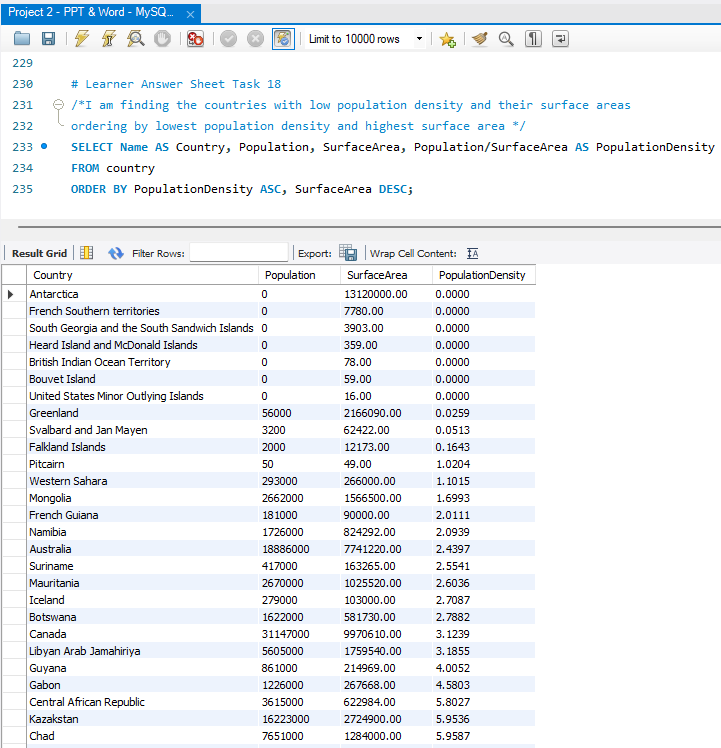 Project 2 - PPT & Word - MySQ...
Limit to 10000 rows
229
230 # Learner Answer Sheet Task 18
231 /*I am finding the countries with low population density and their surface areas
232 ordering by lowest population density and highest surface area */
233 SELECT Name AS Country, Population, SurfaceArea, Population/SurfaceArea AS PopulationDensity
234 FROM country
235 ORDER BY PopulationDensity ASC, SurfaceArea DESC;
Result Grid Filter Rows: Export: Wrap Cell Content: IA
Country Population SurfaceArea PopulationDensity
Antarctica 0 13120000.00 0.0000
French Southern territories 0 7780.00 0.0000
South Georgia and the South Sandwich Islands 0 3903.00 0.0000
Heard Island and McDonald Islands 0 359.00 0.0000
British Indian Ocean Territory 0 78.00 0.0000
Bouvet Island 0 59.00 0.0000
United States Minor Outlying Islands 0 16.00 0.0000
Greenland 56000 2166090.00 0.0259
Svalbard and Jan Mayen 3200 62422.00 0.0513
Falkland Islands 2000 12173.00 0.1643
Pitcairn 50 49.00 1.0204
Western Sahara 293000 266000.00 1.1015
Mongolia 2662000 1566500.00 1.6993
French Guiana 181000 90000.00 2.0111
Namibia 1726000 824292.00 2.0939
Australia 18886000 7741220.00 2.4397
Suriname 417000 163265.00 2.5541
Mauritania 2670000 1025520.00 2.6036
Iceland 279000 103000.00 2.7087
Botswana 1622000 581730.00 2.7882
Canada 31147000 9970610.00 3.1239
Libyan Arab Jamahiriya 5605000 1759540.00 3.1855
Guyana 861000 214969.00 4.0052
Gabon 1226000 267668.00 4.5803
Central African Republic 3615000 622984.00 5.8027
Kazakstan 16223000 2724900.00 5.9536
Chad 7651000 1284000.00 5.9587